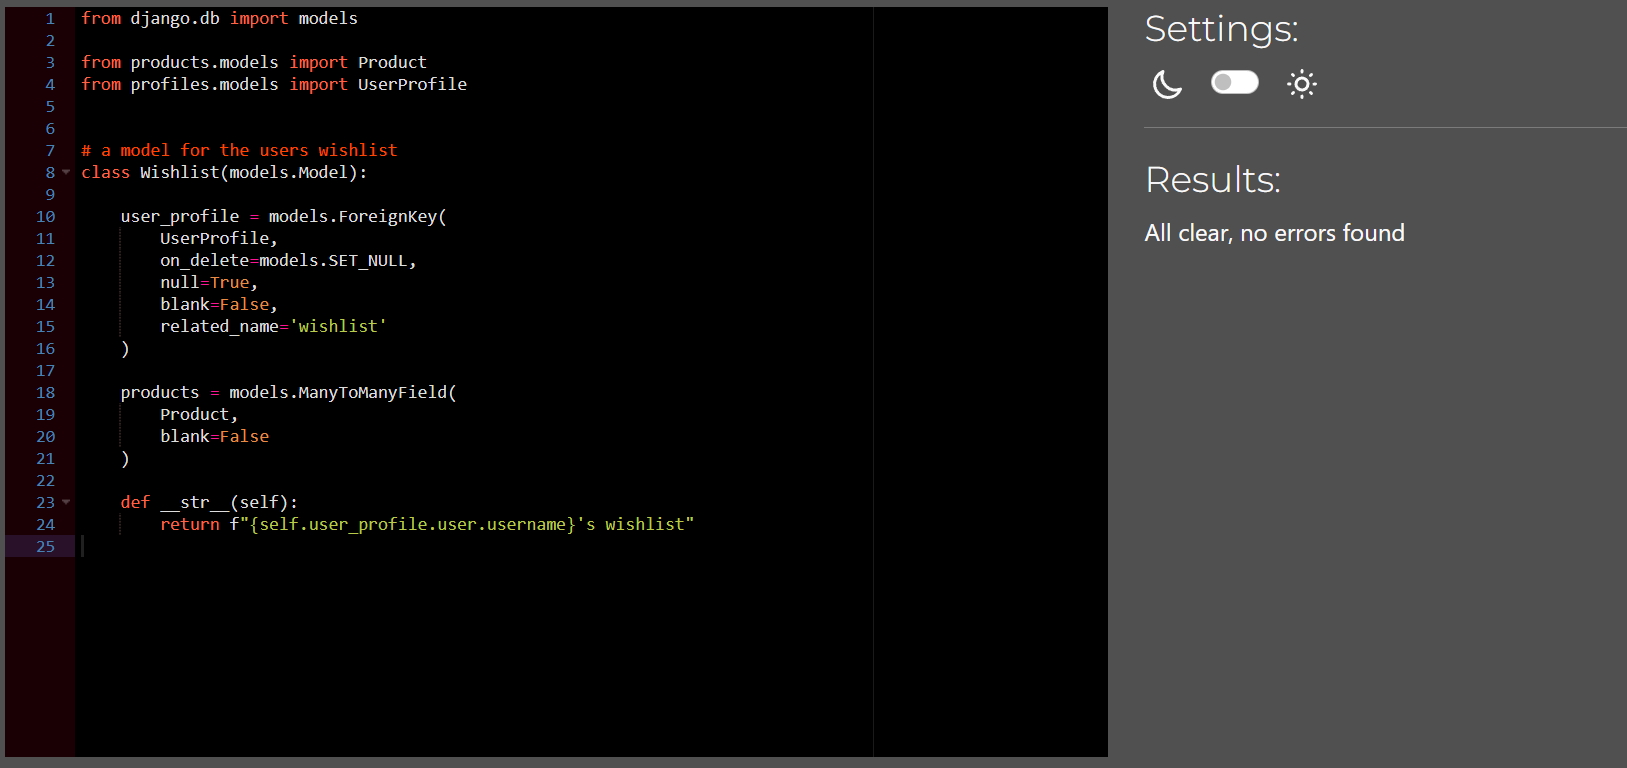 1 from django.db import models
2
3 from products.models import Product
4 from profiles.models import UserProfile
5
6
7 # a model for the users wishlist
8 class Wishlist(models.Model):
9
10     user_profile = models.ForeignKey(
11         UserProfile,
12         on_delete=models.SET_NULL,
13         null=True,
14         blank=False,
15         related_name='wishlist'
16     )
17
18     products = models.ManyToManyField(
19         Product,
20         blank=False
21     )
22
23     def __str__(self):
24         return f"{self.user_profile.user.username}'s wishlist"
25
Settings:
Results:
All clear, no errors found